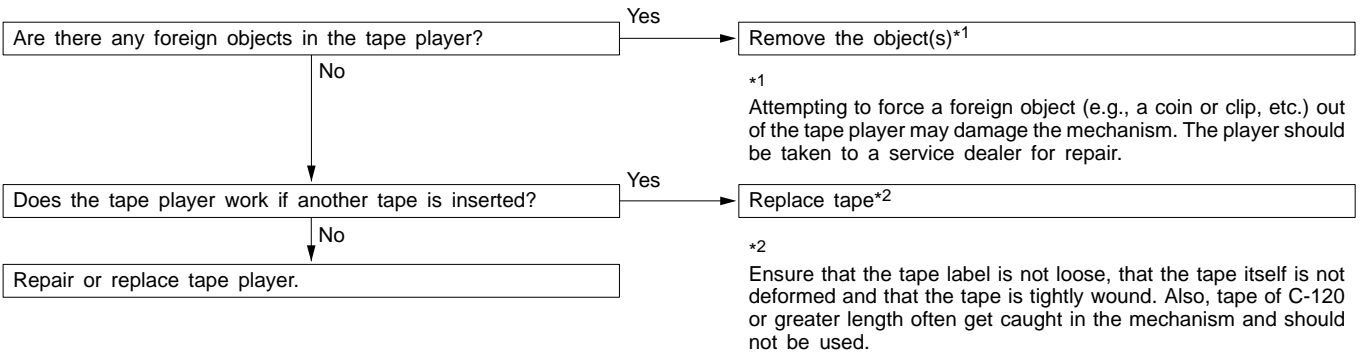 Yes
Are there any foreign objects in the tape player?
Remove the object(s)*1
No
*1
Attempting to force a foreign object (e.g., a coin or clip, etc.) out
of the tape player may damage the mechanism. The player should
be taken to a service dealer for repair.
Yes
Does the tape player work if another tape is inserted?
Replace tape*2
No
*2
Repair or replace tape player.
Ensure that the tape label is not loose, that the tape itself is not
deformed and that the tape is tightly wound. Also, tape of C-120
or greater length often get caught in the mechanism and should
not be used.